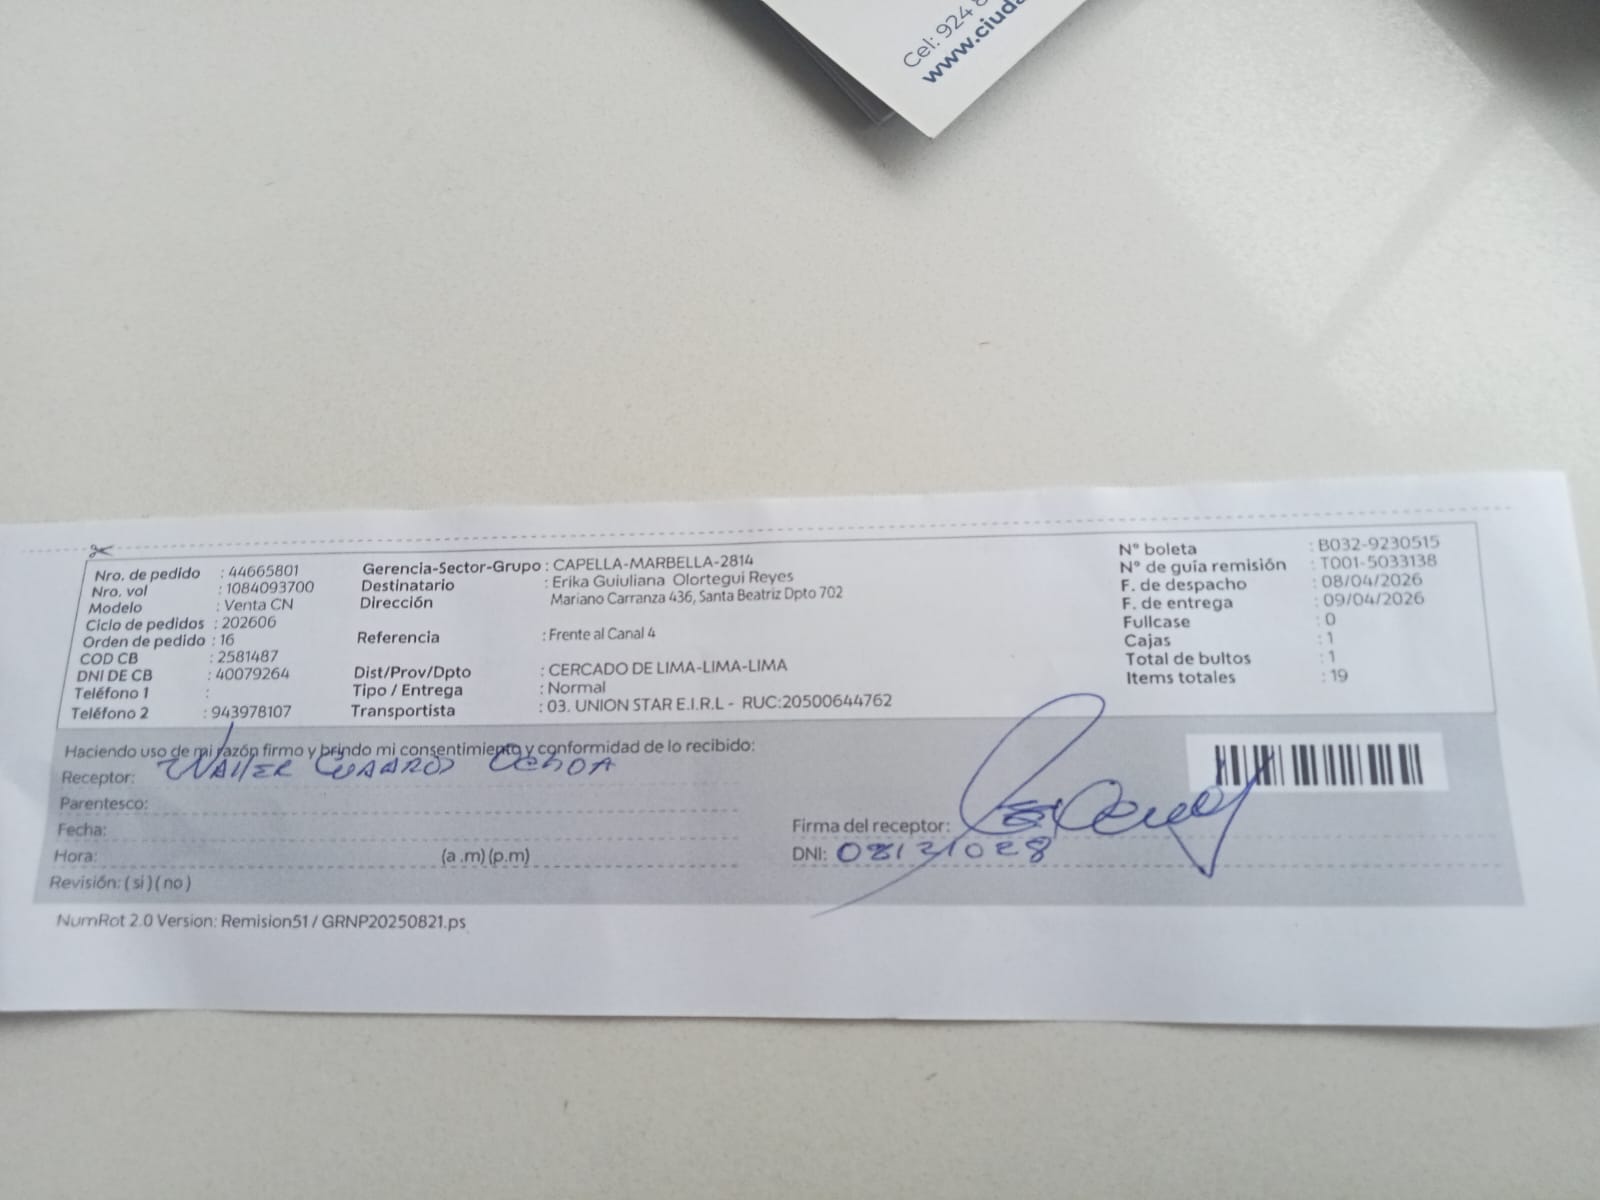 Cel: 924 8
www.ciuda
Nro. de pedido : 44665801
Nro. vol : 1084093700
Modelo : Venta CN
Ciclo de pedidos : 202606
Orden de pedido : 16
COD CB : 2581487
DNI DE CB : 40079264
Teléfono 1 :
Teléfono 2 : 943978107
Gerencia-Sector-Grupo : CAPELLA-MARBELLA-2814
Destinatario : Erika Guiuliana Olortegui Reyes
Dirección Mariano Carranza 436, Santa Beatriz Dpto 702
Referencia : Frente al Canal 4
Dist/Prov/Dpto : CERCADO DE LIMA-LIMA-LIMA
Tipo / Entrega : Normal
Transportista : 03. UNION STAR E.I.R.L - RUC:20500644762
N° boleta : B032-9230515
N° de guía remisión : T001-5033138
F. de despacho : 08/04/2026
F. de entrega : 09/04/2026
Fullcase : 0
Cajas : 1
Total de bultos : 1
Items totales : 19
Haciendo uso de mi razón firmo y brindo mi consentimiento y conformidad de lo recibido:
Receptor: WALTER CUADROS OCHOA
Parentesco:
Fecha:
Hora: (a .m) (p.m)
Revisión: ( si ) ( no )
Firma del receptor:
DNI: 08131028
NumRot 2.0 Version: Remision51 / GRNP20250821.ps